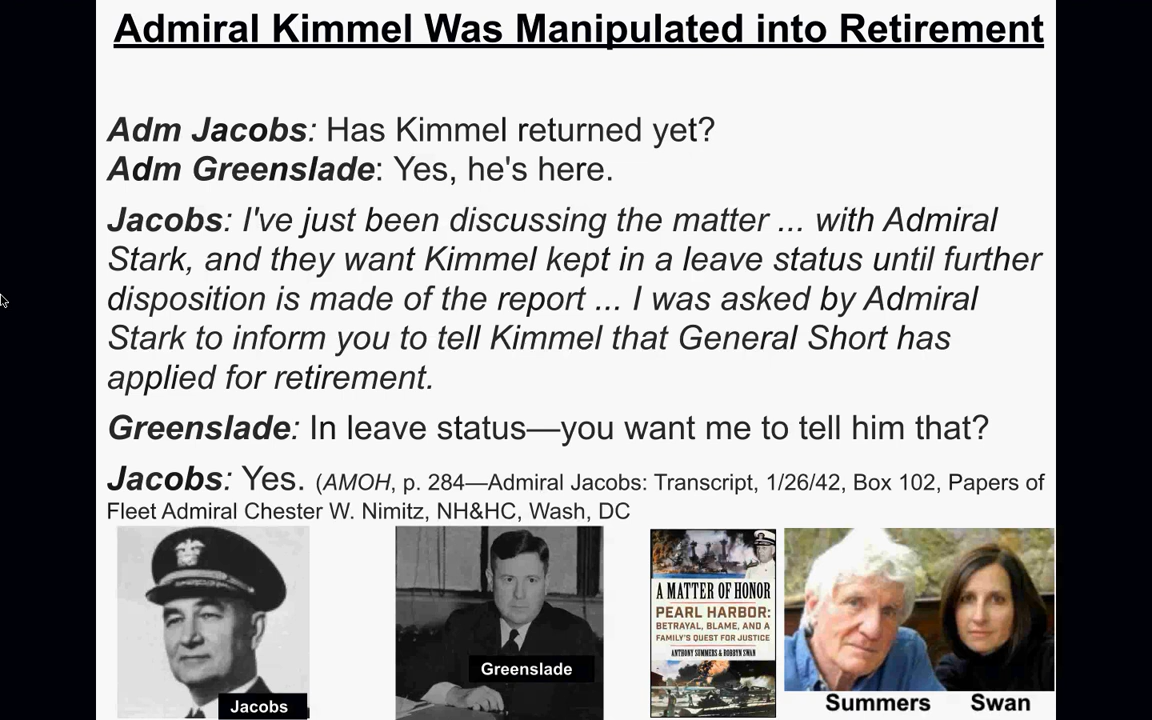 Admiral Kimmel Was Manipulated into Retirement
Adm Jacobs: Has Kimmel returned yet?
Adm Greenslade: Yes, he's here.
Jacobs: I've just been discussing the matter ... with Admiral
Stark, and they want Kimmel kept in a leave status until further
disposition is made of the report ... I was asked by Admiral
Stark to inform you to tell Kimmel that General Short has
applied for retirement.
Greenslade: In leave status—you want me to tell him that?
Jacobs: Yes. (AMOH, p. 284—Admiral Jacobs: Transcript, 1/26/42, Box 102, Papers of
Fleet Admiral Chester W. Nimitz, NH&HC, Wash, DC
Jacobs
Greenslade
A MATTER OF HONOR
PEARL HARBOR:
BETRAYAL, BLAME, AND A
FAMILY'S QUEST FOR JUSTICE
ANTHONY SUMMERS & ROBBYN SWAN
Summers Swan